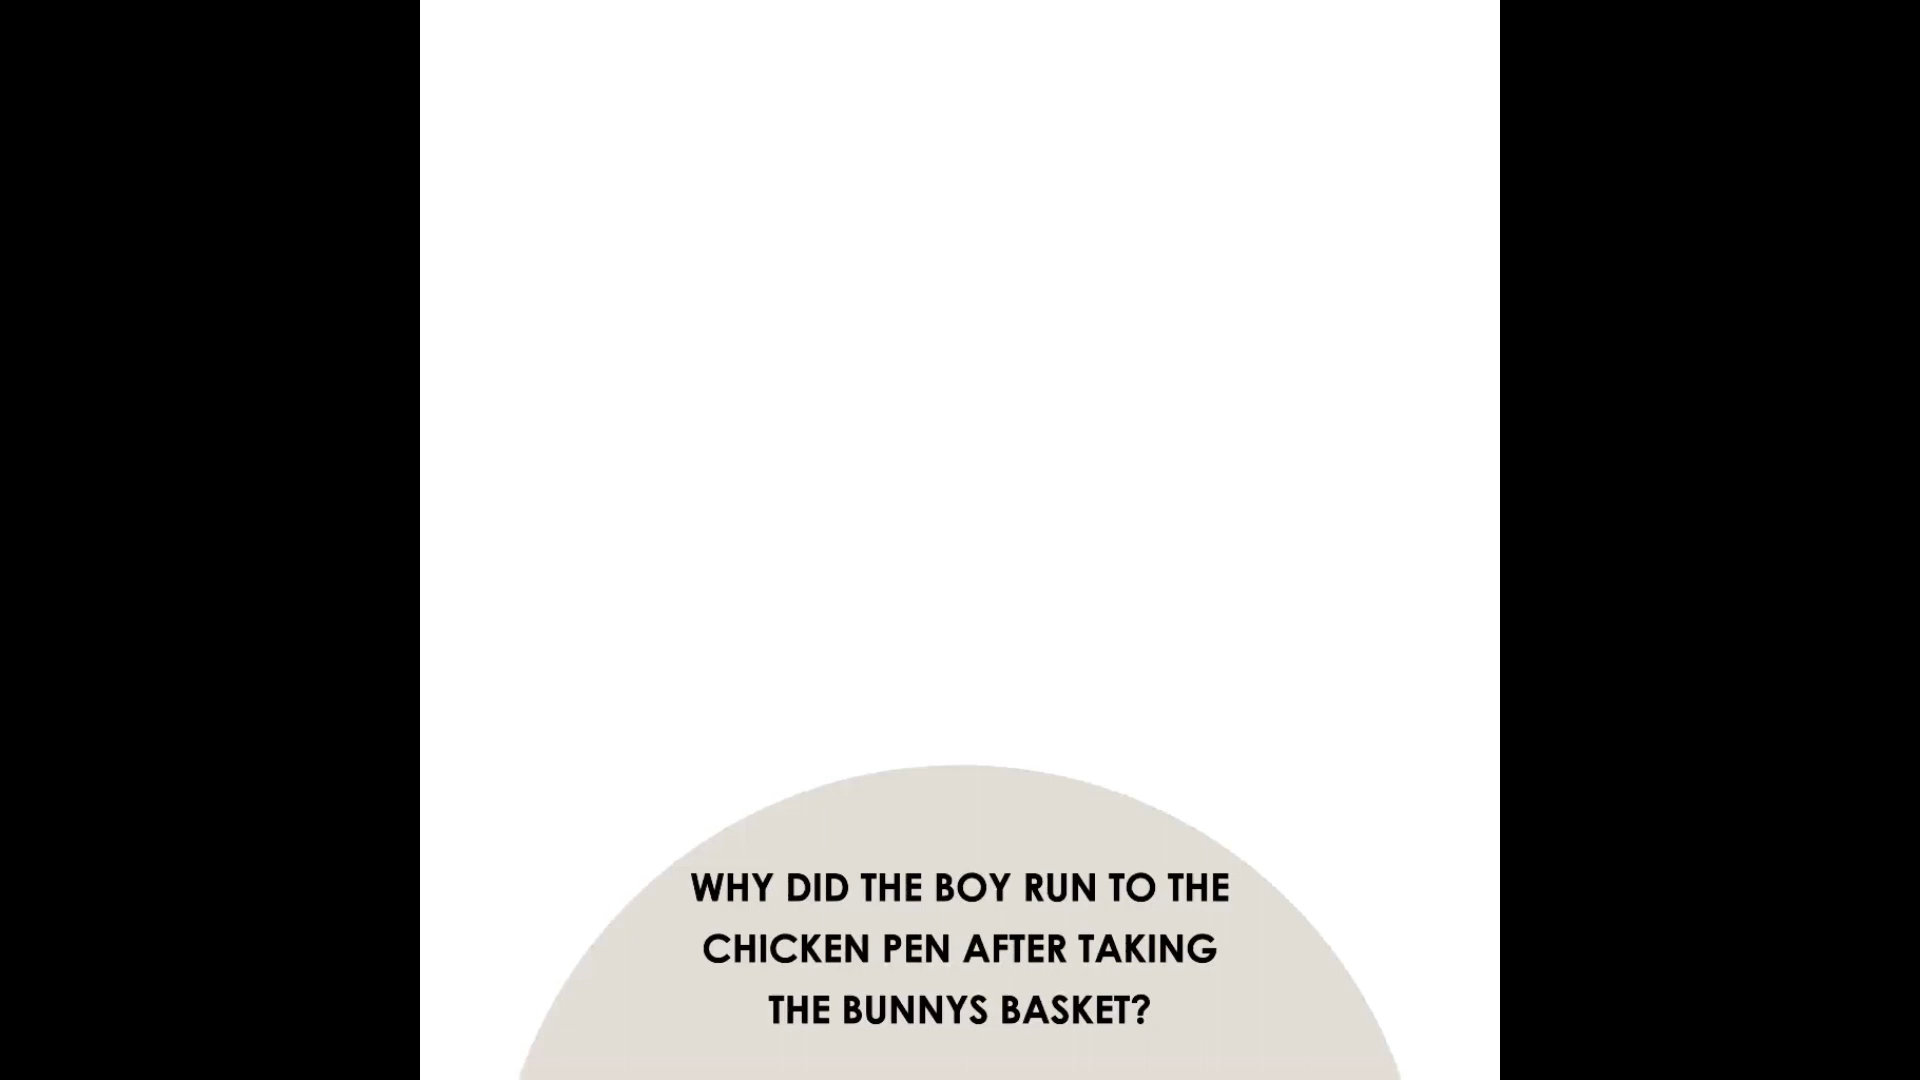 WHY DID THE BOY RUN TO THE
CHICKEN PEN AFTER TAKING
THE BUNNYS BASKET?